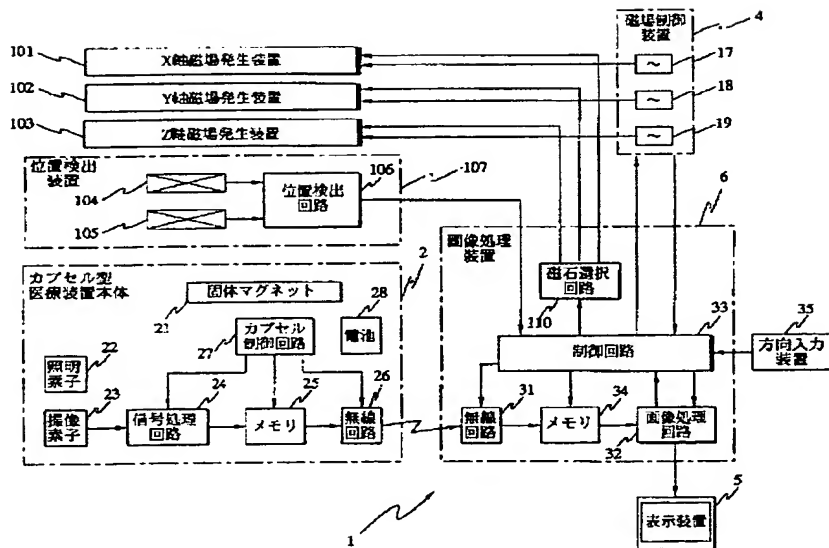 磁場制御
装置
4
101
X軸磁場発生装置
17
~
102
Y軸磁場発生装置
18
~
103
Z軸磁場発生装置
19
~
位置検出
装置
104
105
位置検出
回路
106
107
6
画像処理
装置
磁石選択
回路
110
33
制御回路
35
方向入力
装置
無線
回路
31
メモリ
34
画像処理
回路
32
5
表示装置
カプセル型
医療装置本体
2
固体マグネット
21
28
電池
カプセル
制御回路
27
22
照明
素子
23
撮像
素子
24
信号処理
回路
25
メモリ
26
無線
回路
1